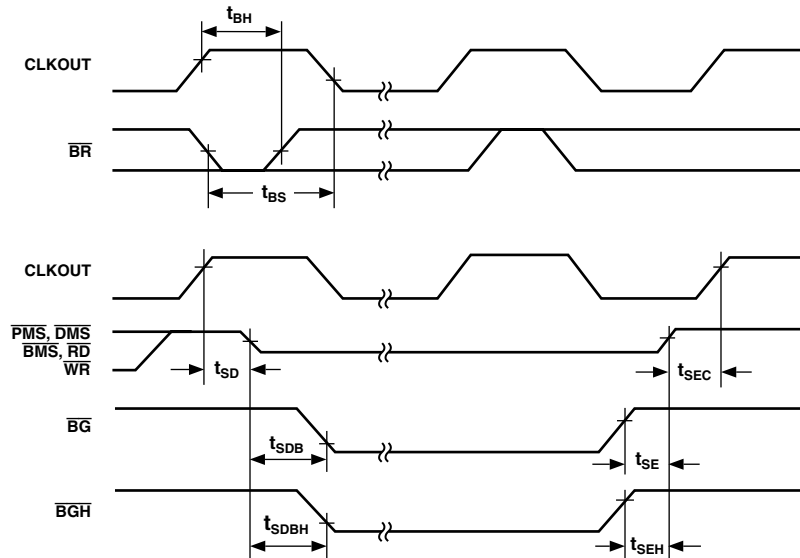 tBH
CLKOUT
BR
tBS
CLKOUT
PMS, DMS
BMS, RD
WR
tSD
tSEC
BG
tSDB
tSE
BGH
tSDBH
tSEH